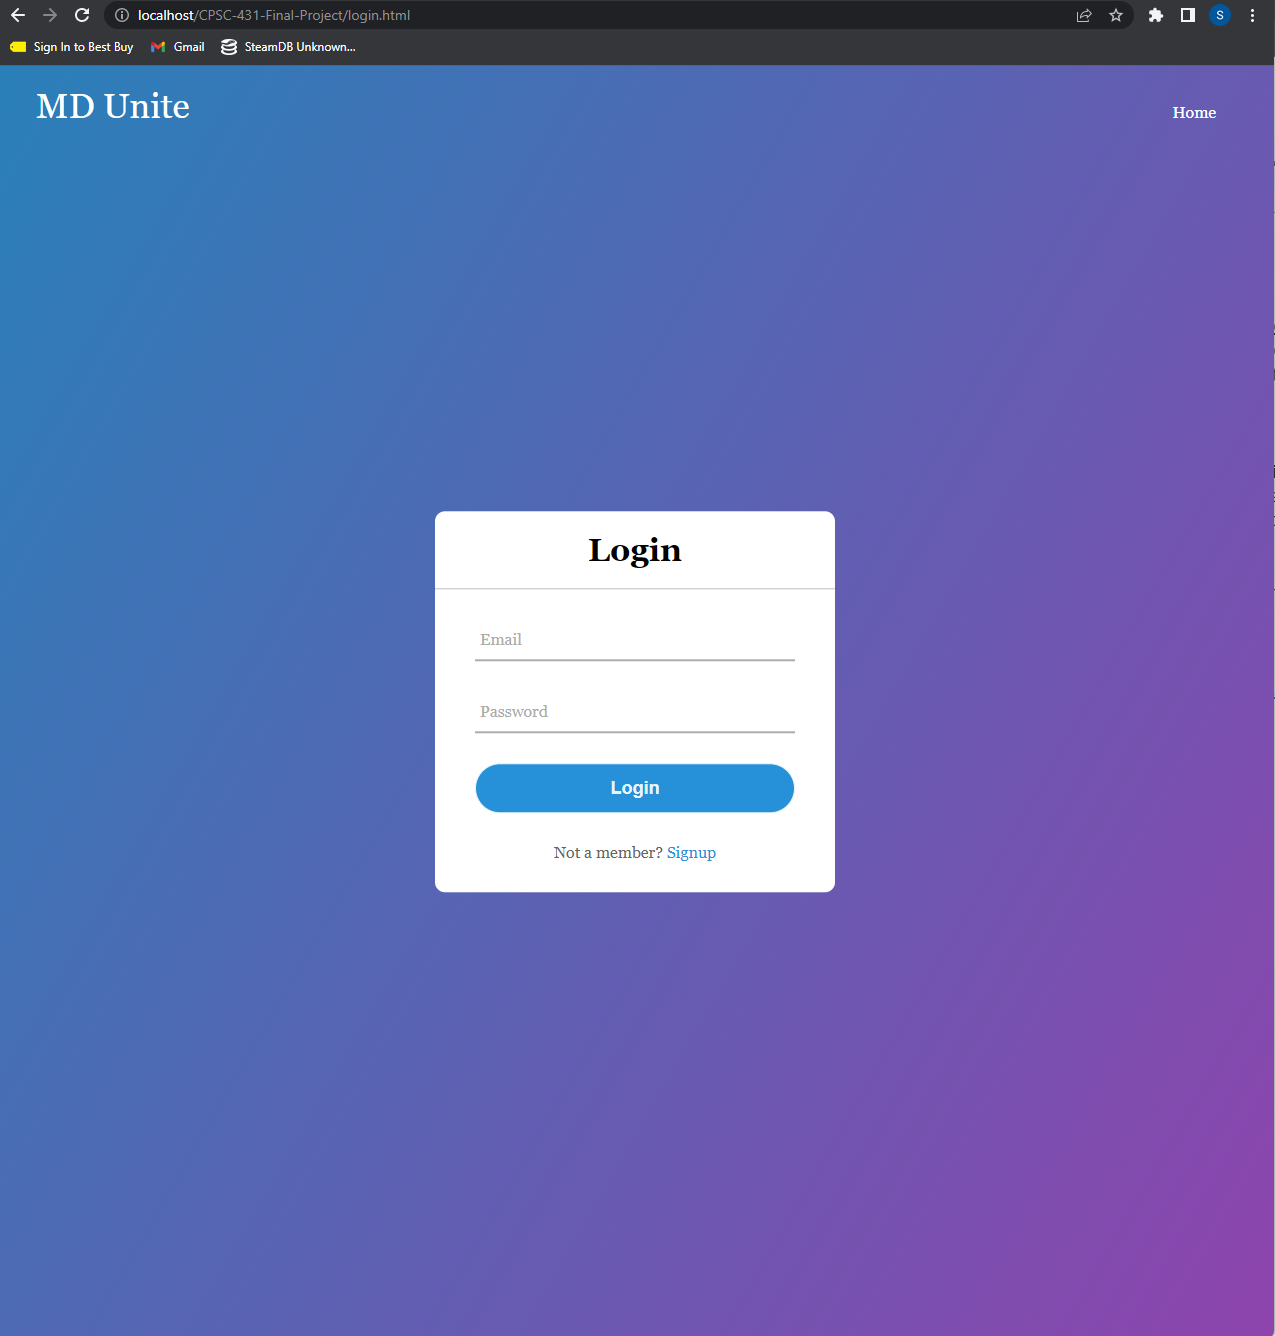 localhost/CPSC-431-Final-Project/login.html
S
Sign In to Best Buy
Gmail
SteamDB Unknown...
MD Unite
Home
Login
Email
Password
Login
Not a member? Signup